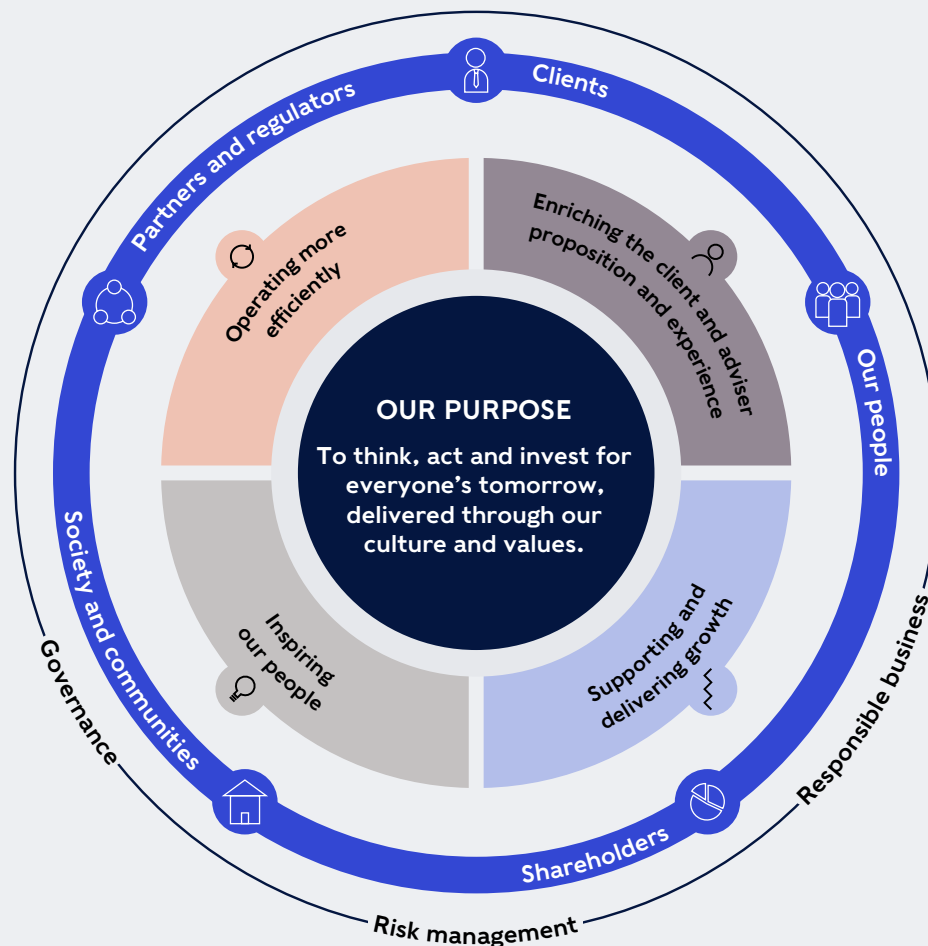 Clients
Partners and regulators
Our people
Society and communities
Shareholders
Operating more
efficiently
Enriching the client and adviser
proposition and experience
OUR PURPOSE
To think, act and invest for
everyone’s tomorrow,
delivered through our
culture and values.
Inspiring
our people
Supporting and
delivering growth
Governance
Risk management
Responsible business